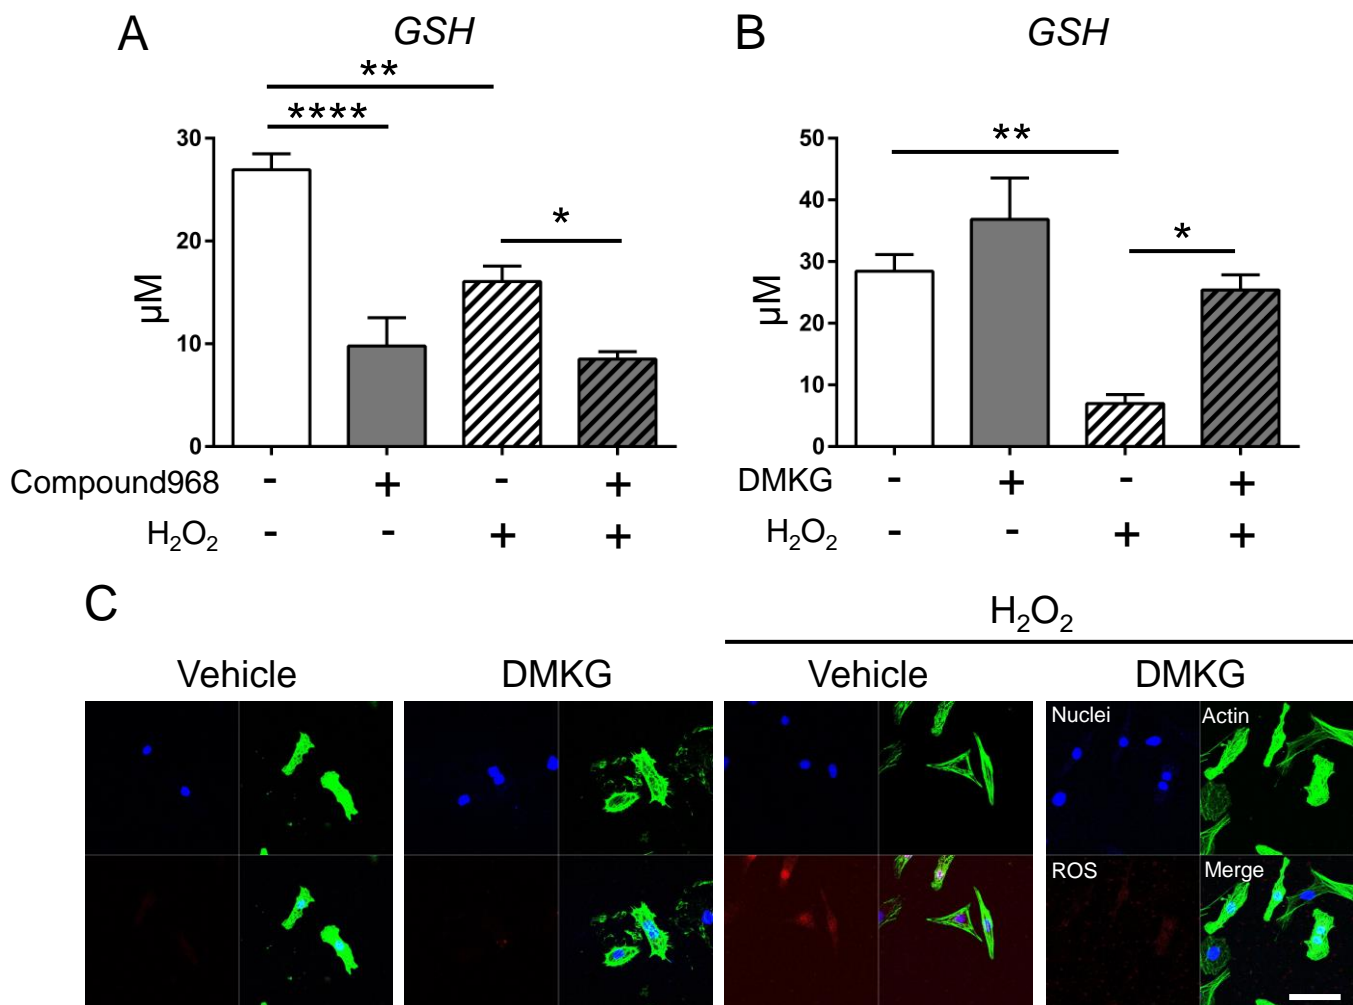 A
GSH
**
****
*
30
20
10
0
µM
Compound968 - + - +
H₂O₂ - - + +
B
GSH
**
*
50
40
30
20
10
0
µM
DMKG - + - +
H₂O₂ - - + +
C
H₂O₂
Vehicle DMKG Vehicle DMKG
Nuclei Actin
ROS Merge